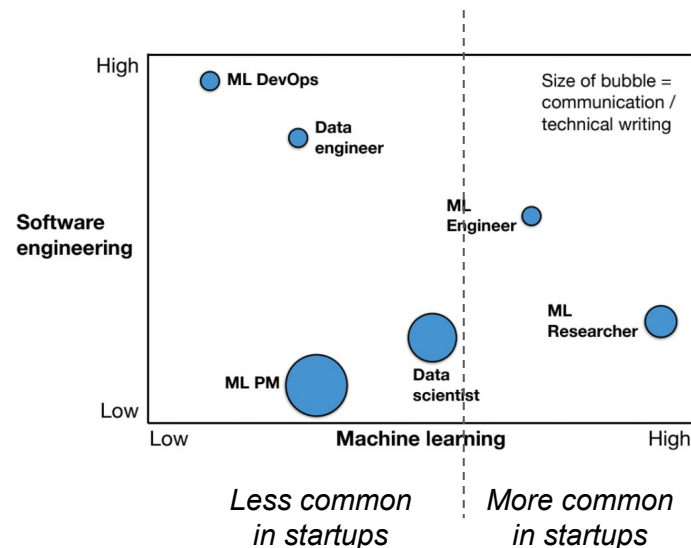 High
ML DevOps
Size of bubble =
communication /
technical writing
Data
engineer
ML
Engineer
Software
engineering
ML
Researcher
ML PM
Data
scientist
Low
Low
Machine learning
High
Less common
in startups
More common
in startups